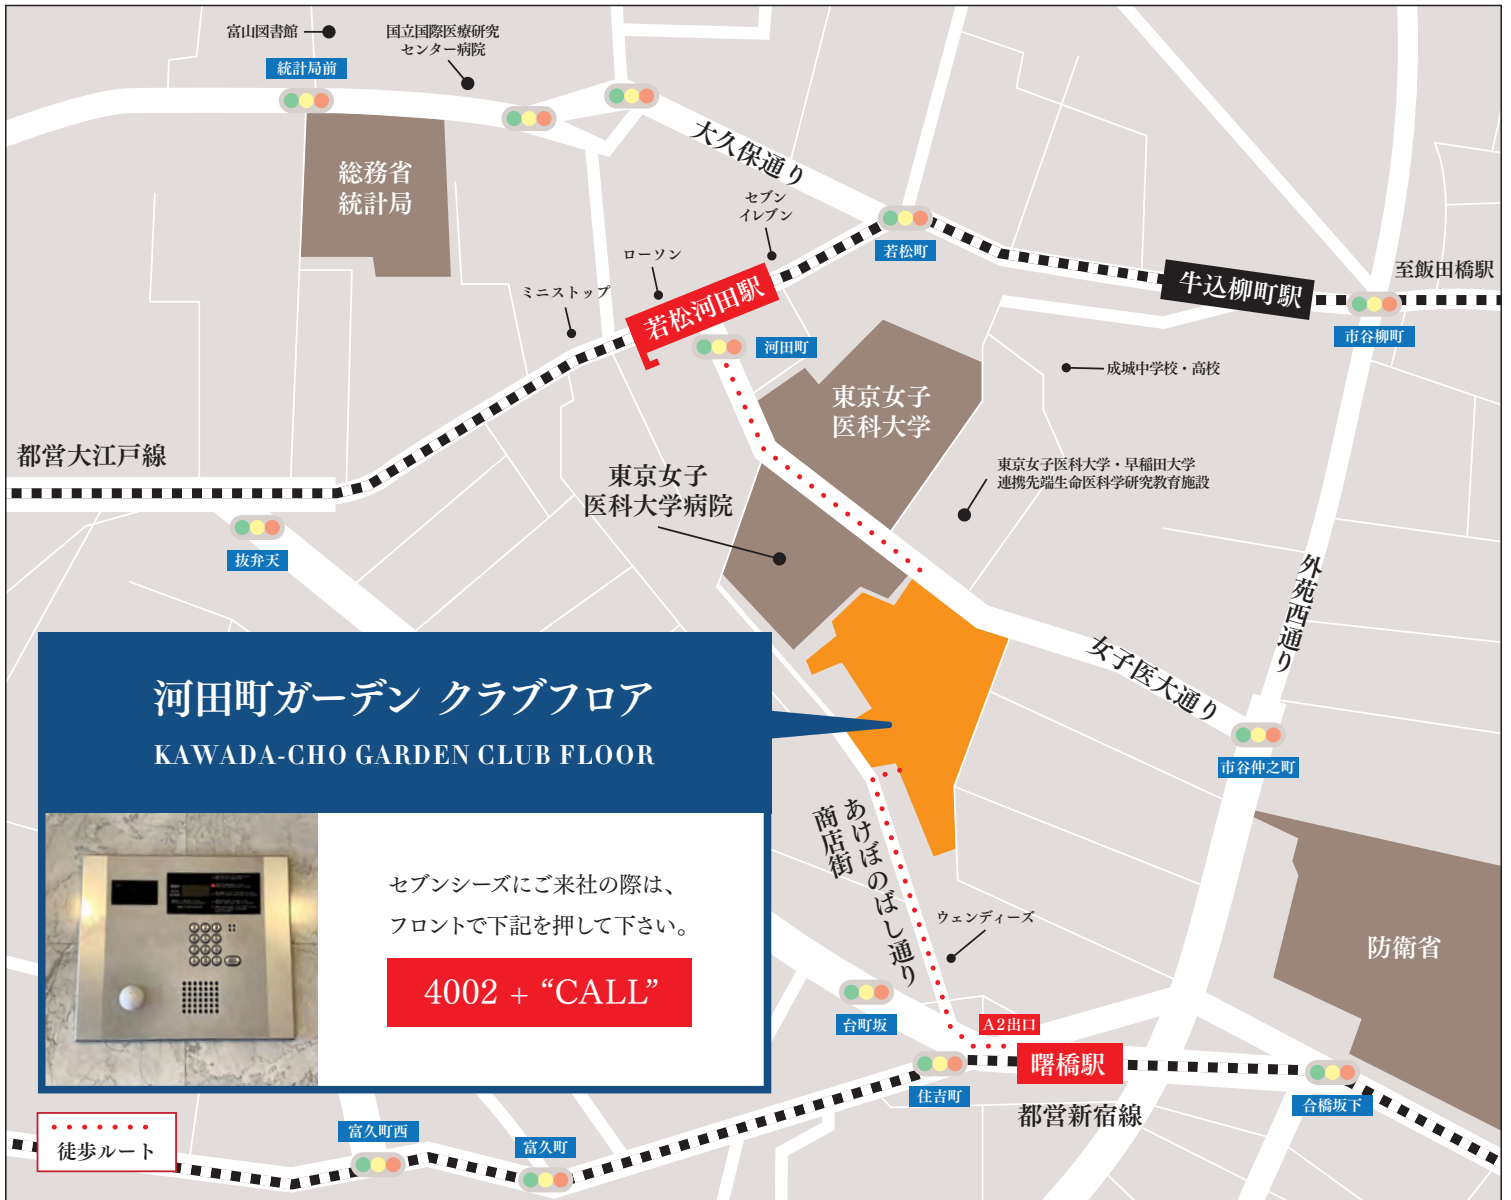 富山図書館
国立国際医療研究
センター病院
統計局前
総務省
統計局
大久保通り
セブン
イレブン
若松町
ローソン
ミニストップ
若松河田駅
河田町
牛込柳町駅
至飯田橋駅
市谷柳町
成城中学校・高校
東京女子
医科大学
都営大江戸線
東京女子
医科大学病院
東京女子医科大学・早稲田大学
連携先端生命医科学研究教育施設
抜弁天
外苑西通り
女子医大通り
市谷仲之町
河田町ガーデン クラブフロア
KAWADA-CHO GARDEN CLUB FLOOR
セブンシーズにご来社の際は、
フロントで下記を押して下さい。
4002 + “CALL”
あけぼのばし通り
商店街
ウェンディーズ
防衛省
台町坂
A2出口
曙橋駅
住吉町
都営新宿線
合橋坂下
富久町西
富久町
徒歩ルート